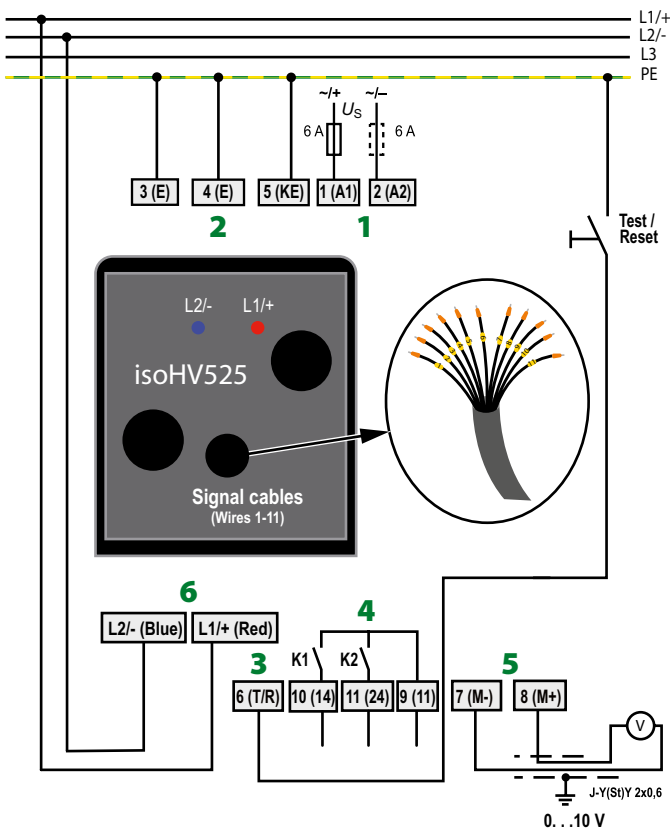 L1/+
L2/-
L3
PE
~/+
~/–
US
6 A
6 A
3 (E)
4 (E)
5 (KE)
1 (A1)
2 (A2)
2
1
Test /
Reset
L2/-
L1/+
isoHV525
Signal cables
(Wires 1-11)
6
L2/- (Blue)
L1/+ (Red)
3
4
5
K1
K2
6 (T/R)
10 (14)
11 (24)
9 (11)
7 (M-)
8 (M+)
V
J-Y(St)Y 2x0,6
0. . .10 V